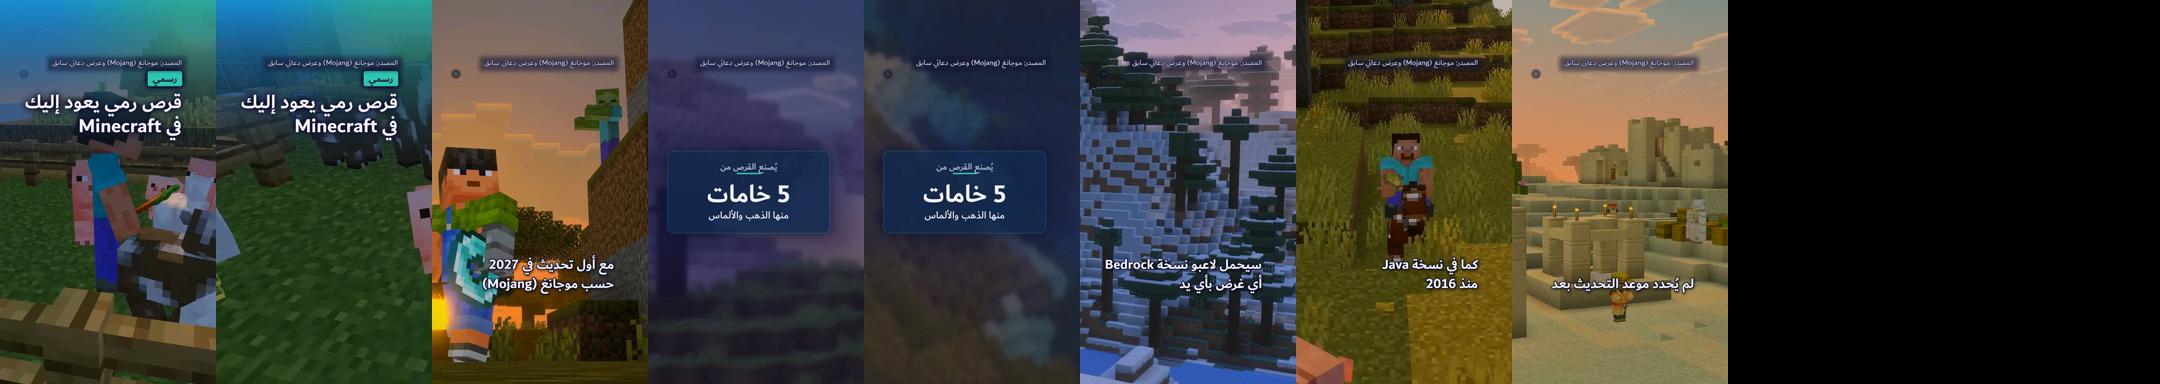 المصدر: موجانغ (Mojang) وعرض دعائي سابق
رسمي
قرص رمي يعود إليك
في Minecraft
المصدر: موجانغ (Mojang) وعرض دعائي سابق
رسمي
قرص رمي يعود إليك
في Minecraft
المصدر: موجانغ (Mojang) وعرض دعائي سابق
مع أول تحديث في 2027
حسب موجانغ (Mojang)
المصدر: موجانغ (Mojang) وعرض دعائي سابق
يُصنع القرص من
5 خامات
منها الذهب والألماس
المصدر: موجانغ (Mojang) وعرض دعائي سابق
يُصنع القرص من
5 خامات
منها الذهب والألماس
المصدر: موجانغ (Mojang) وعرض دعائي سابق
سيحمل لاعبو نسخة Bedrock
أي غرض بأي يد
المصدر: موجانغ (Mojang) وعرض دعائي سابق
كما في نسخة Java
منذ 2016
المصدر: موجانغ (Mojang) وعرض دعائي سابق
لم يُحدد موعد التحديث بعد